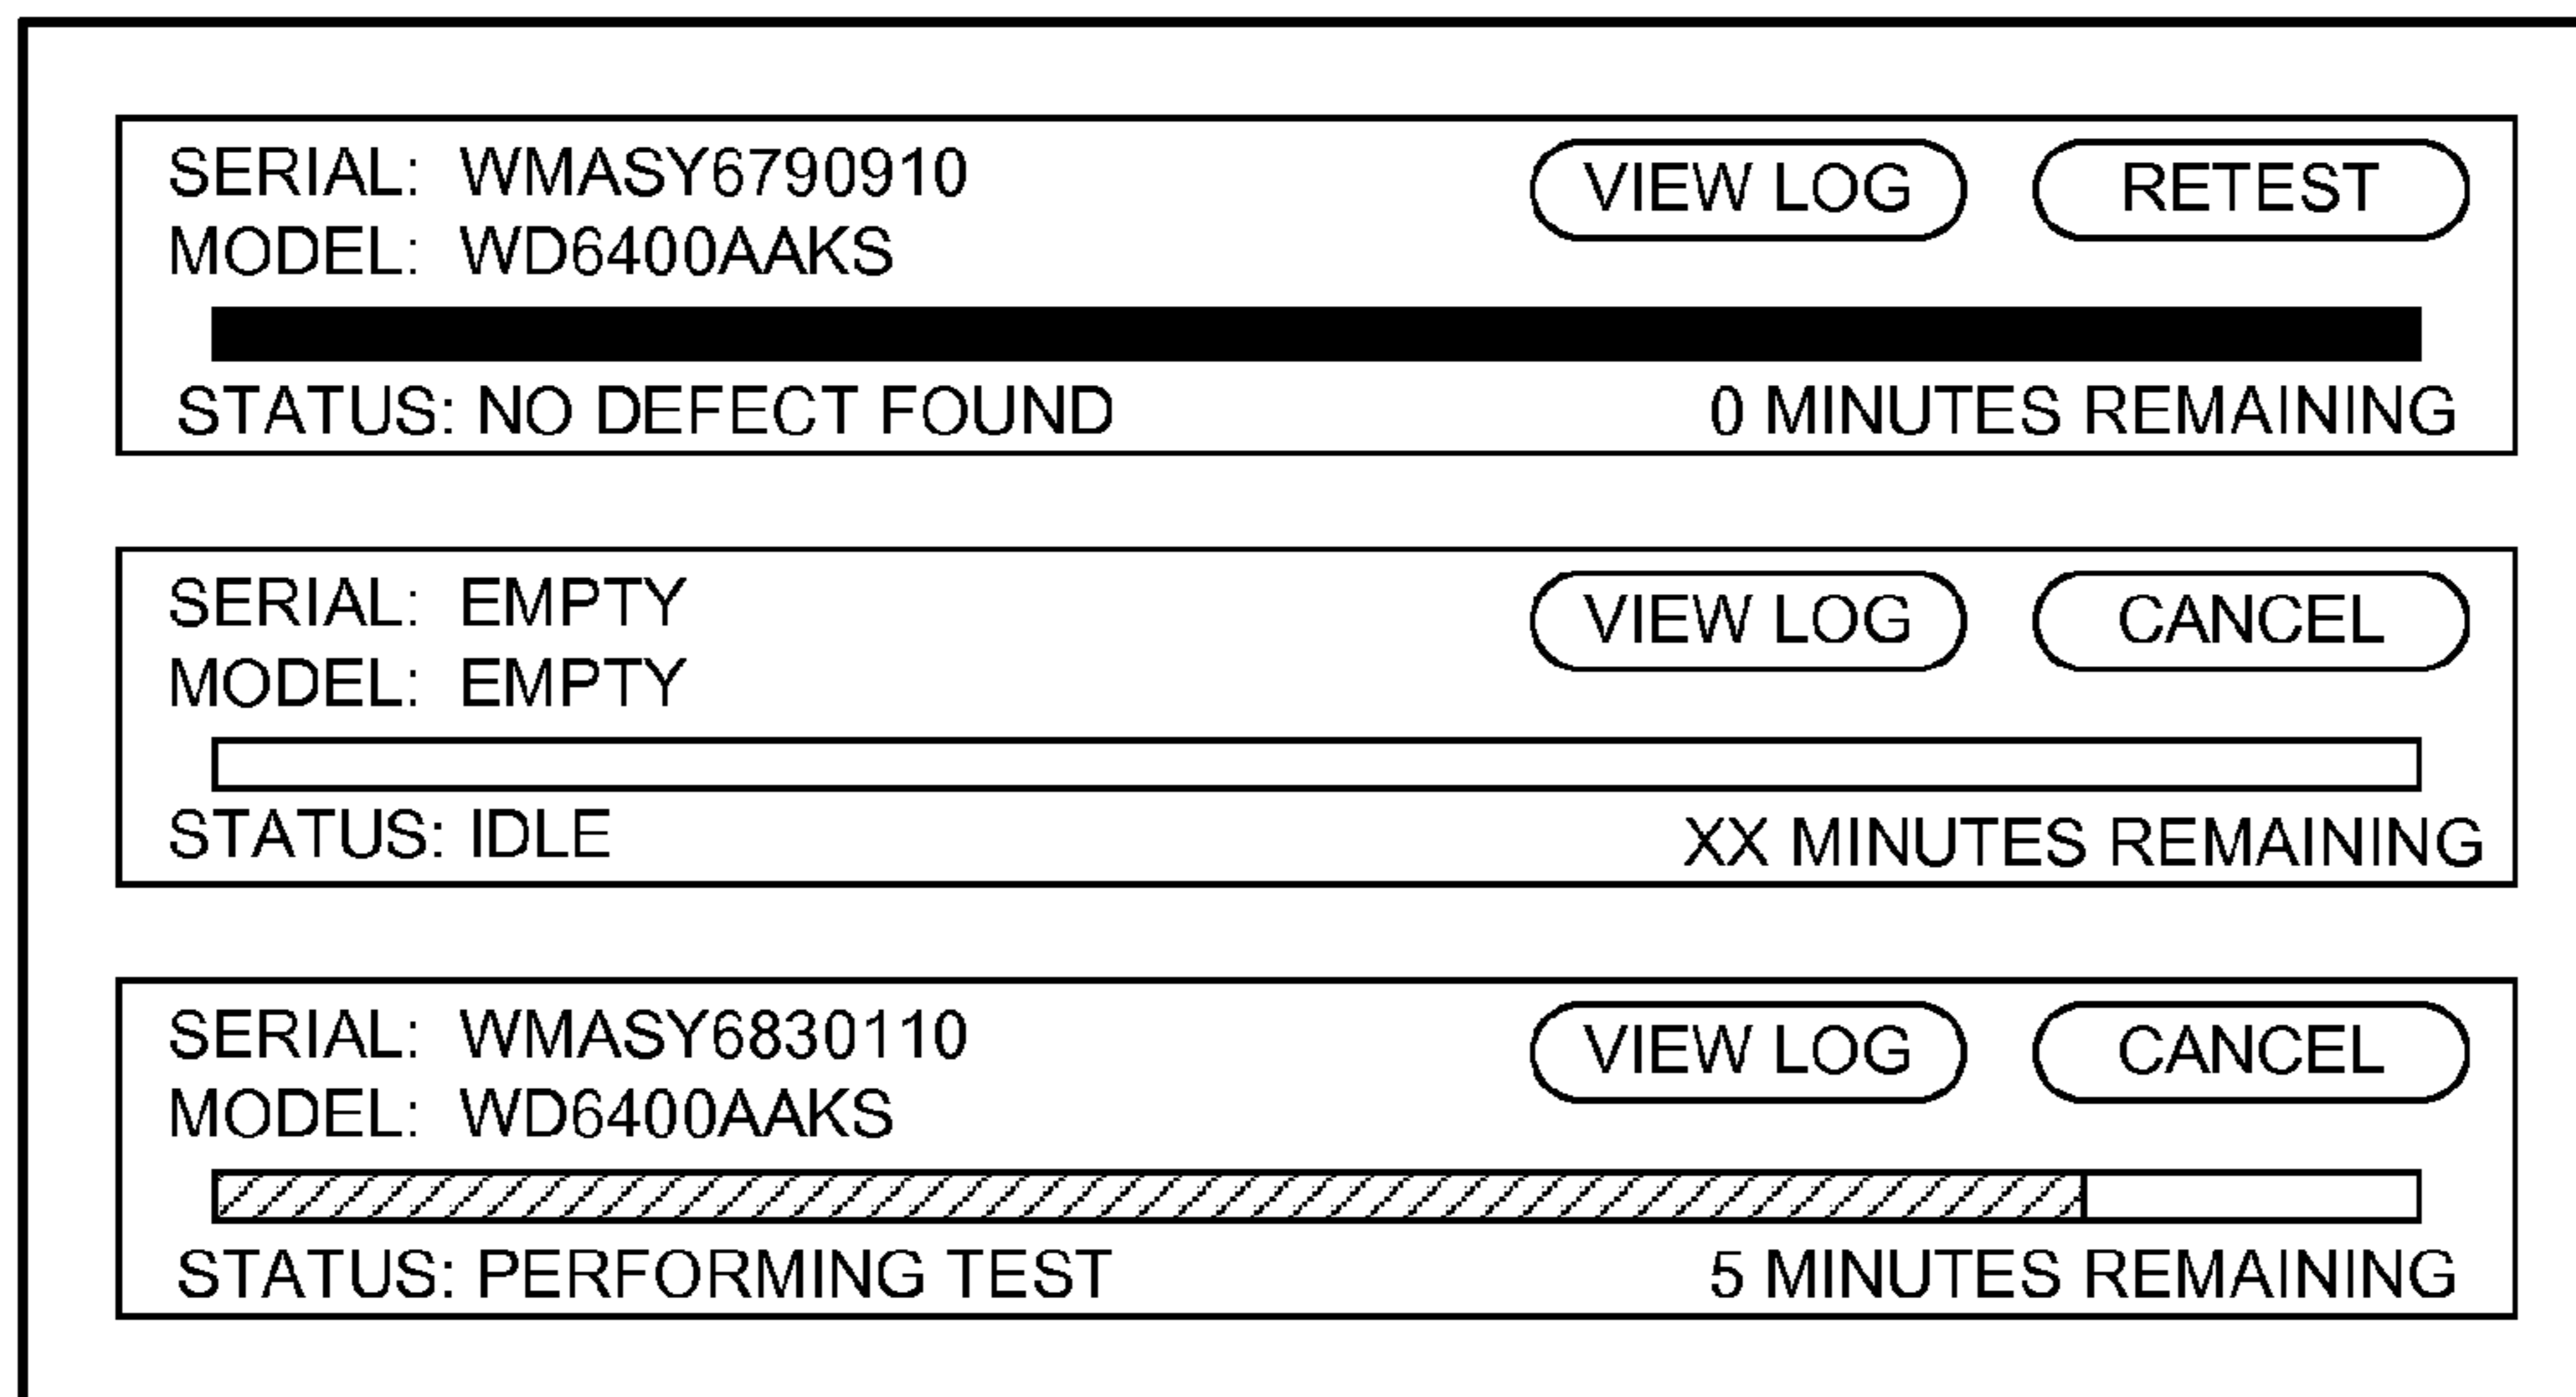 SERIAL: WMASY6790910 VIEW LOG RETEST
MODEL: WD6400AAKS
STATUS: NO DEFECT FOUND 0 MINUTES REMAINING
SERIAL: EMPTY VIEW LOG CANCEL
MODEL: EMPTY
STATUS: IDLE XX MINUTES REMAINING
SERIAL: WMASY6830110 VIEW LOG CANCEL
MODEL: WD6400AAKS
STATUS: PERFORMING TEST 5 MINUTES REMAINING